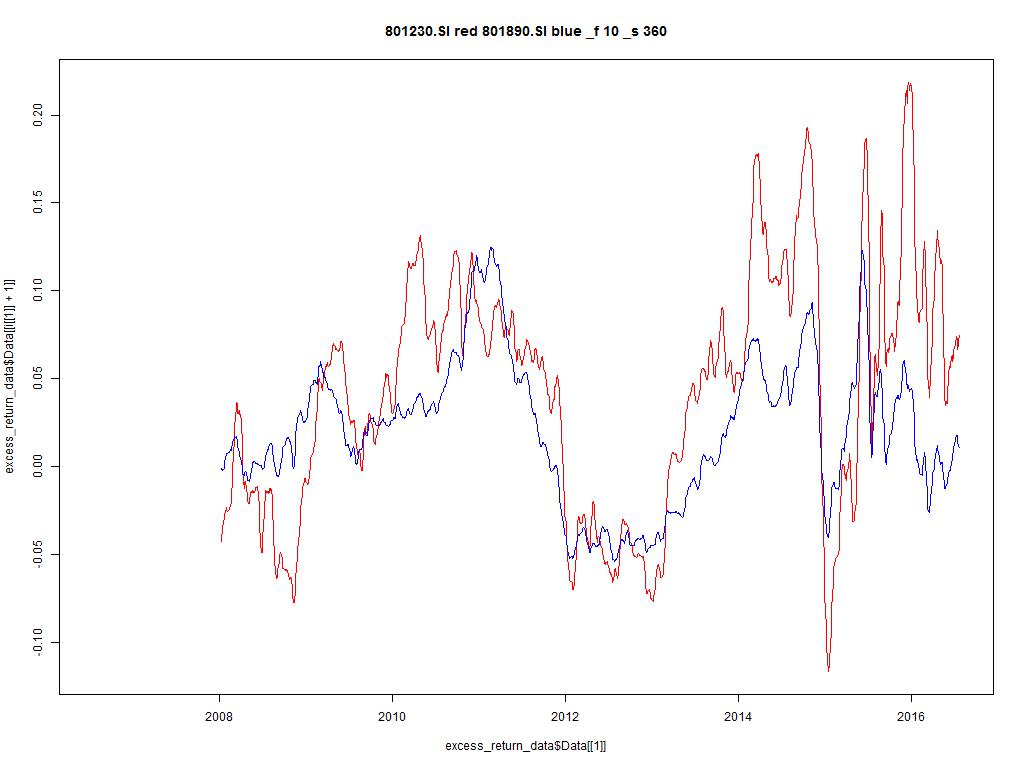 801230.SI red 801890.SI blue _f 10 _s 360
excess_return_data$Data[[i[[1]] + 1]]
0.20
0.15
0.10
0.05
0.00
-0.05
-0.10
2008 2010 2012 2014 2016
excess_return_data$Data[[1]]